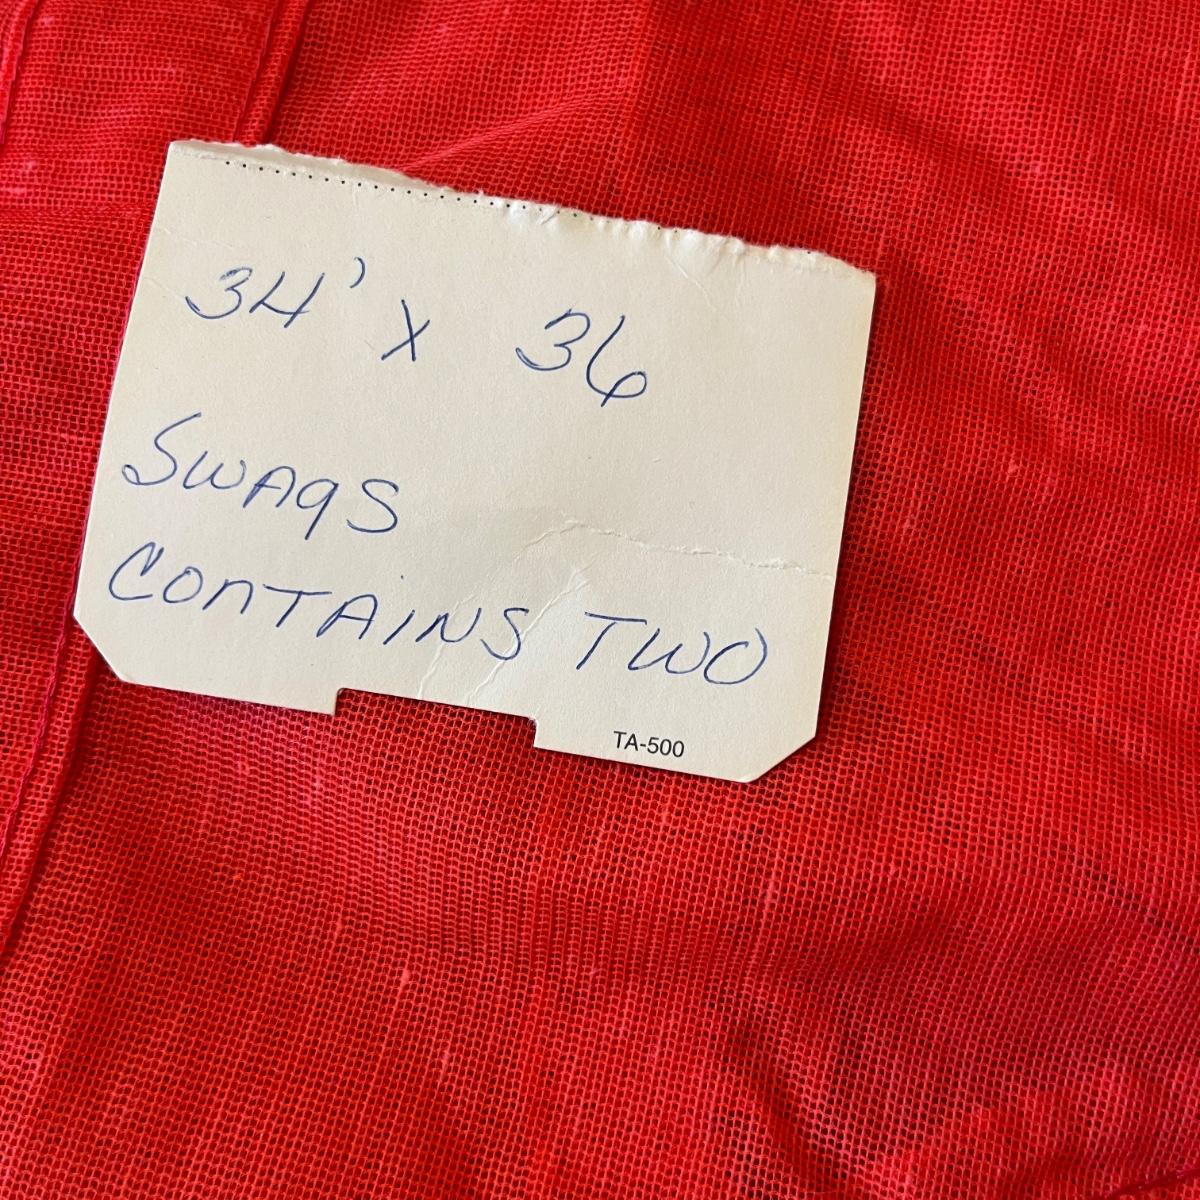 34' x 36
SWAgS
CONTAiNS TWO
TA-500